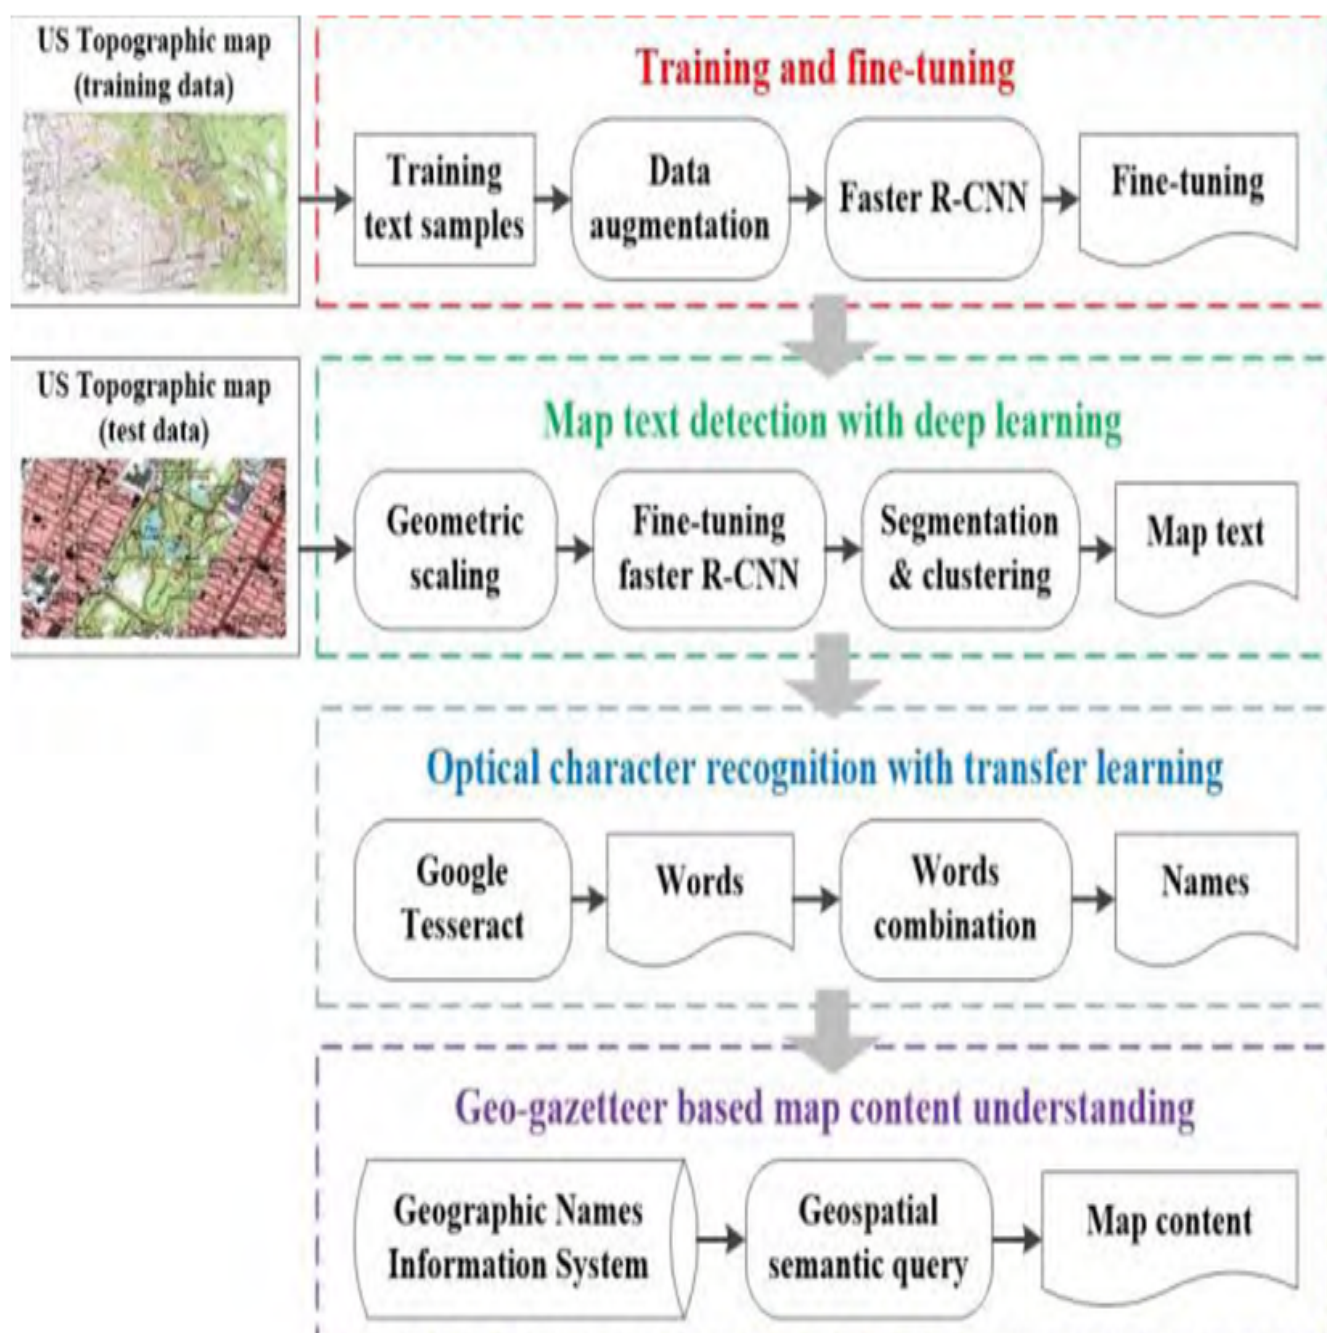 US Topographic map
(training data)
Training and fine-tuning
Training
text samples
Data
augmentation
Faster R-CNN
Fine-tuning
US Topographic map
(test data)
Map text detection with deep learning
Geometric
scaling
Fine-tuning
faster R-CNN
Segmentation
& clustering
Map text
Optical character recognition with transfer learning
Google
Tesseract
Words
Words
combination
Names
Geo-gazetteer based map content understanding
Geographic Names
Information System
Geospatial
semantic query
Map content